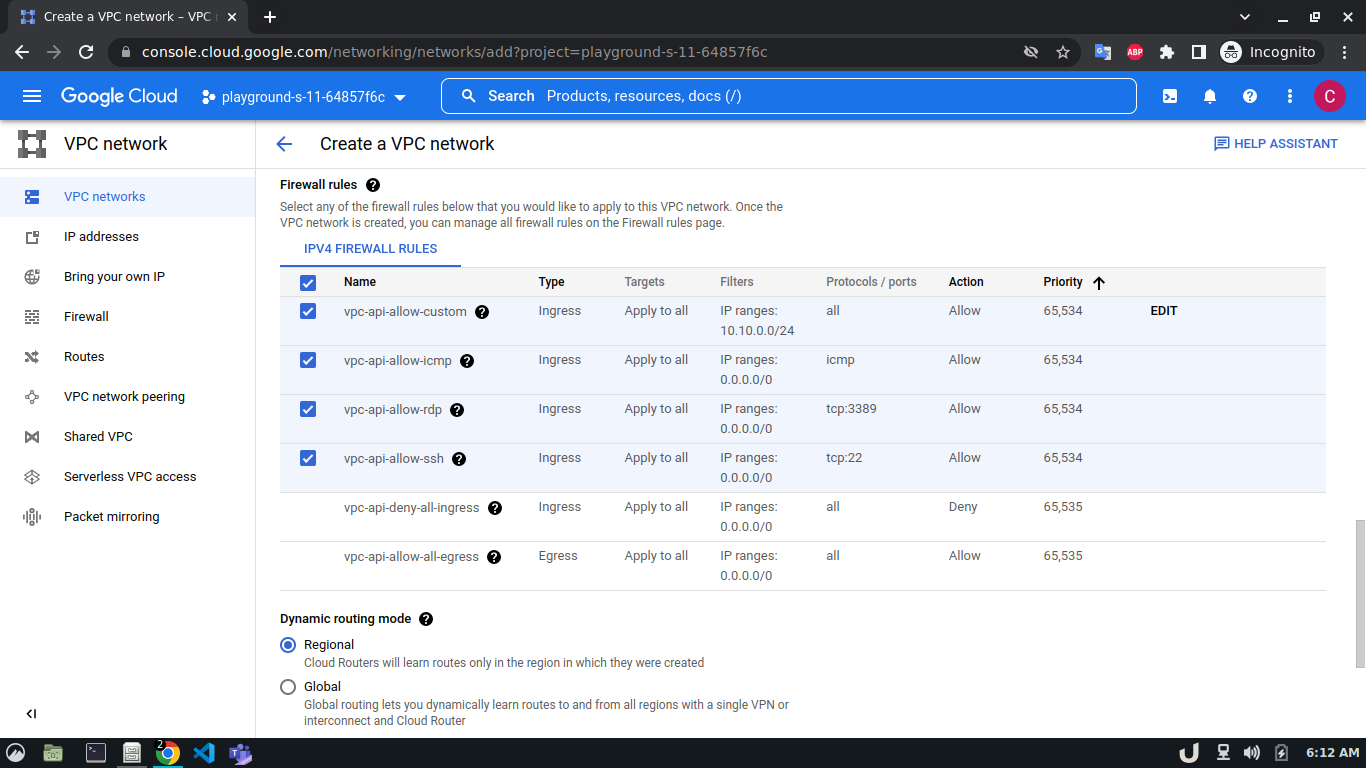 Create a VPC network – VPC n
console.cloud.google.com/networking/networks/add?project=playground-s-11-64857f6c
ABP
Incognito
Google Cloud
playground-s-11-64857f6c
Search Products, resources, docs (/)
C
VPC network
Create a VPC network
HELP ASSISTANT
VPC networks
IP addresses
Bring your own IP
Firewall
Routes
VPC network peering
Shared VPC
Serverless VPC access
Packet mirroring
Firewall rules
Select any of the firewall rules below that you would like to apply to this VPC network. Once the
VPC network is created, you can manage all firewall rules on the Firewall rules page.
IPV4 FIREWALL RULES
Name Type Targets Filters Protocols / ports Action Priority
vpc-api-allow-custom Ingress Apply to all IP ranges: all Allow 65,534 EDIT
10.10.0.0/24
vpc-api-allow-icmp Ingress Apply to all IP ranges: icmp Allow 65,534
0.0.0.0/0
vpc-api-allow-rdp Ingress Apply to all IP ranges: tcp:3389 Allow 65,534
0.0.0.0/0
vpc-api-allow-ssh Ingress Apply to all IP ranges: tcp:22 Allow 65,534
0.0.0.0/0
vpc-api-deny-all-ingress Ingress Apply to all IP ranges: all Deny 65,535
0.0.0.0/0
vpc-api-allow-all-egress Egress Apply to all IP ranges: all Allow 65,535
0.0.0.0/0
Dynamic routing mode
Regional
Cloud Routers will learn routes only in the region in which they were created
Global
Global routing lets you dynamically learn routes to and from all regions with a single VPN or
interconnect and Cloud Router
2
6:12 AM